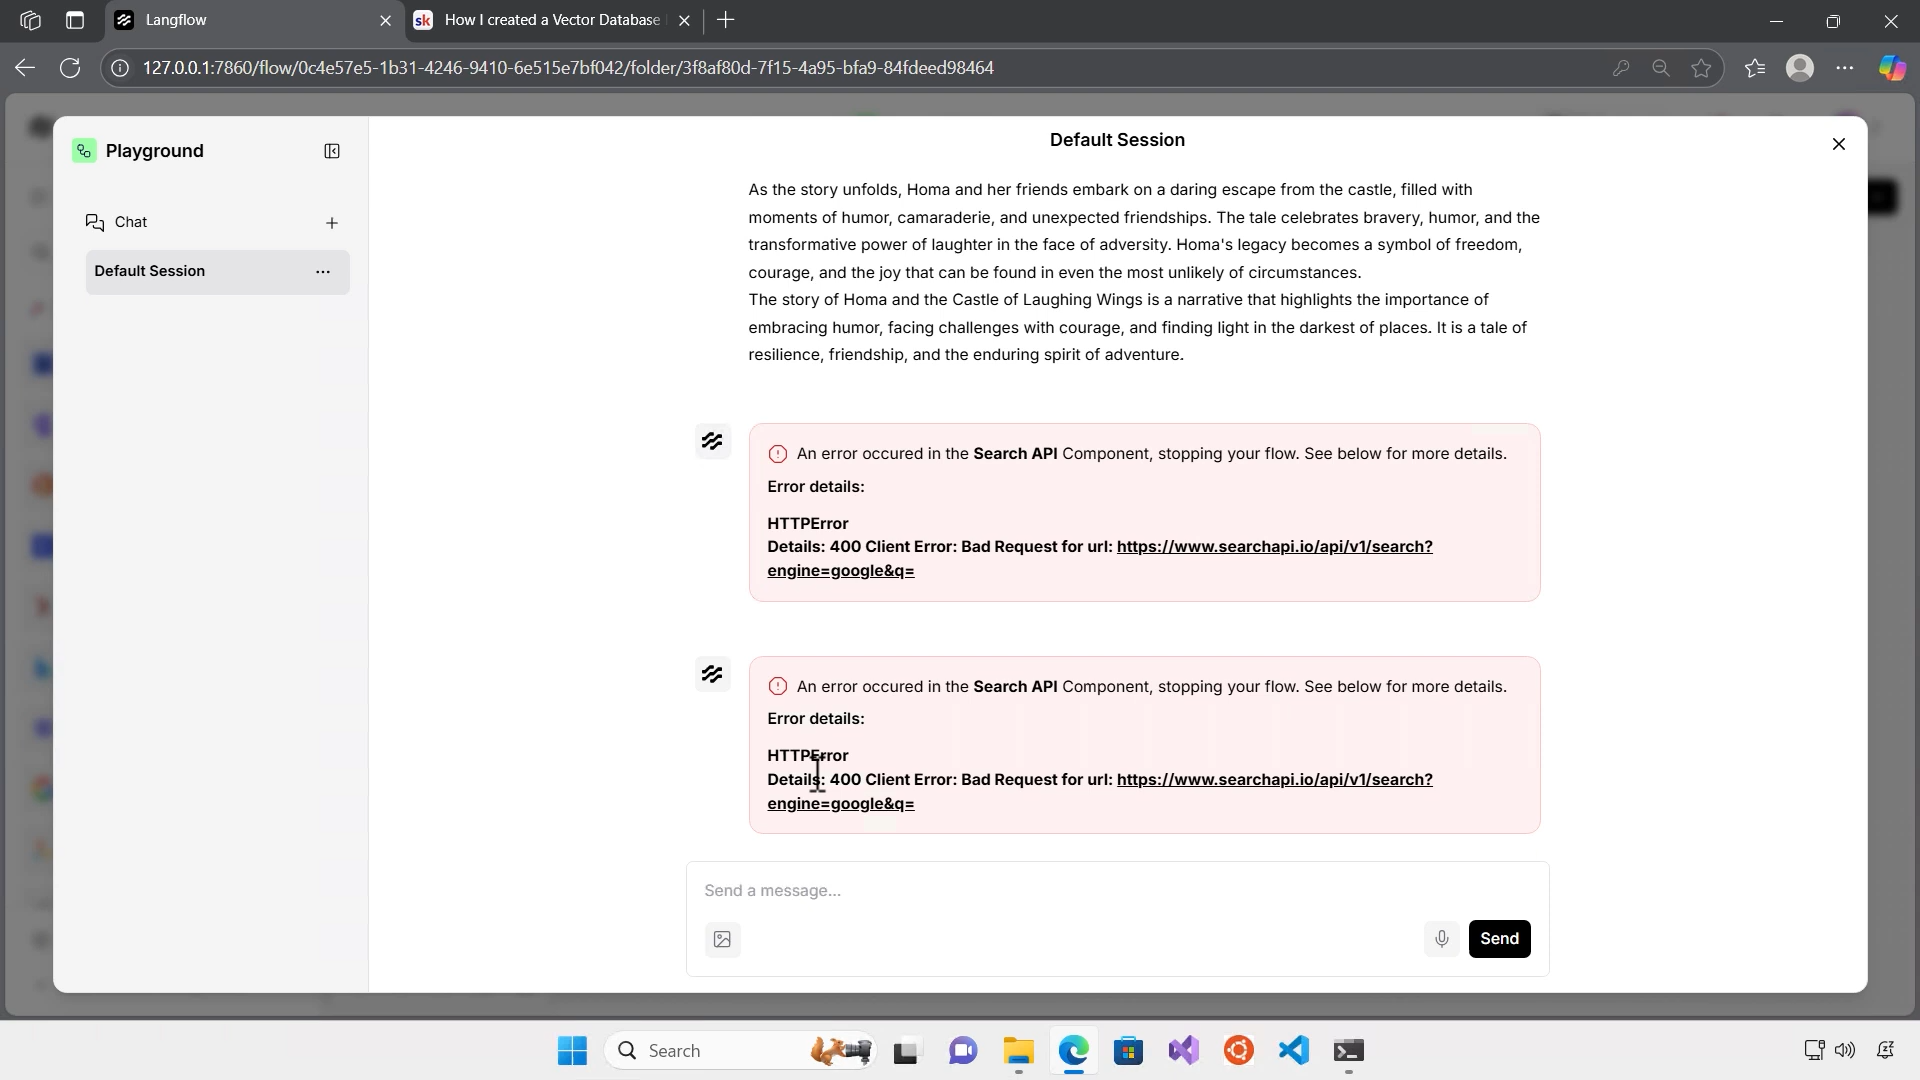 Langflow
sk How I created a Vector Database
127.0.0.1:7860/flow/0c4e57e5-1b31-4246-9410-6e515e7bf042/folder/3f8af80d-7f15-4a95-bfa9-84fdeed98464
Playground
Default Session
Chat
Default Session
As the story unfolds, Homa and her friends embark on a daring escape from the castle, filled with
moments of humor, camaraderie, and unexpected friendships. The tale celebrates bravery, humor, and the
transformative power of laughter in the face of adversity. Homa's legacy becomes a symbol of freedom,
courage, and the joy that can be found in even the most unlikely of circumstances.
The story of Homa and the Castle of Laughing Wings is a narrative that highlights the importance of
embracing humor, facing challenges with courage, and finding light in the darkest of places. It is a tale of
resilience, friendship, and the enduring spirit of adventure.
An error occured in the Search API Component, stopping your flow. See below for more details.
Error details:
HTTPError
Details: 400 Client Error: Bad Request for url: https://www.searchapi.io/api/v1/search?
engine=google&q=
An error occured in the Search API Component, stopping your flow. See below for more details.
Error details:
HTTPError
Details: 400 Client Error: Bad Request for url: https://www.searchapi.io/api/v1/search?
engine=google&q=
Send a message...
Send
Search